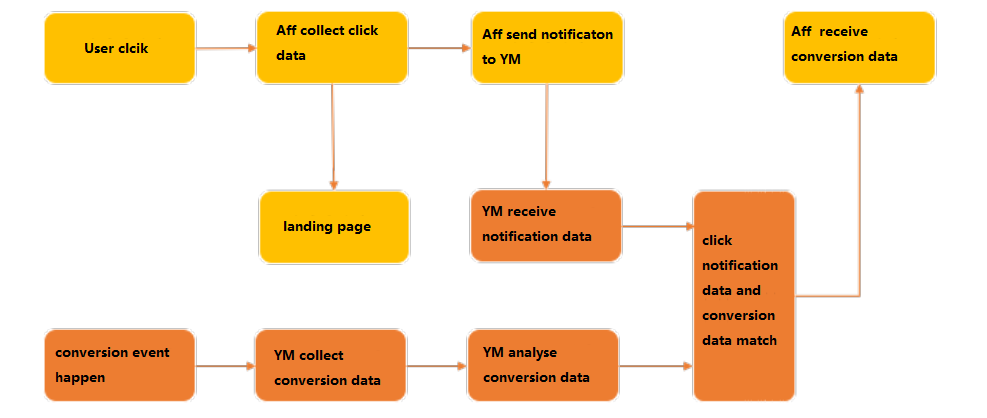 User clcik
Aff collect click
data
Aff send notificaton
to YM
Aff receive
conversion data
landing page
YM receive
notification data
click
notification
data and
conversion
data match
conversion event
happen
YM collect
conversion data
YM analyse
conversion data